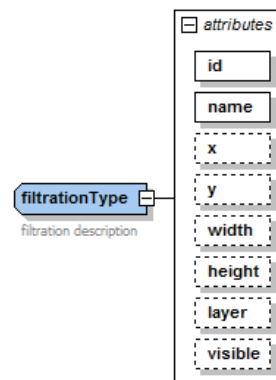 attributes
id
name
x
y
filtrationType
filtration description
width
height
layer
visible